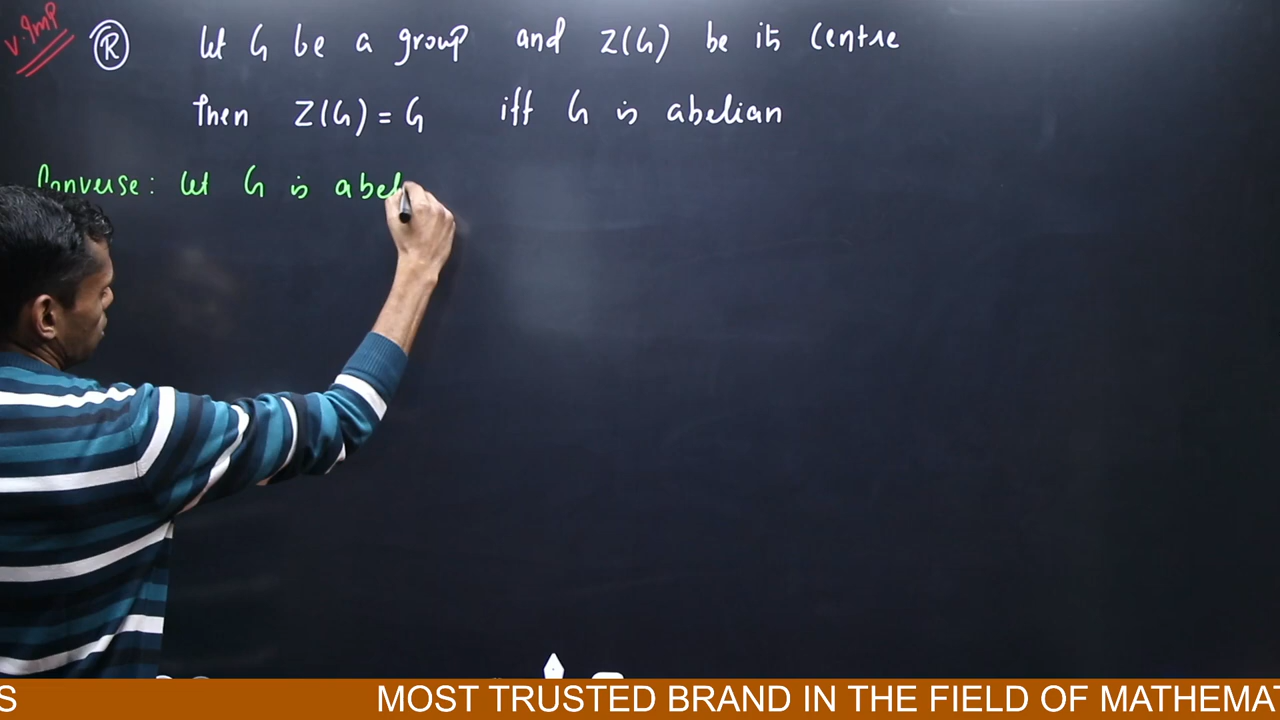 V.Imp
R Let G be a group and Z(G) be its centre
Then Z(G) = G iff G is abelian
Converse: Let G is abel
S MOST TRUSTED BRAND IN THE FIELD OF MATHEMAT